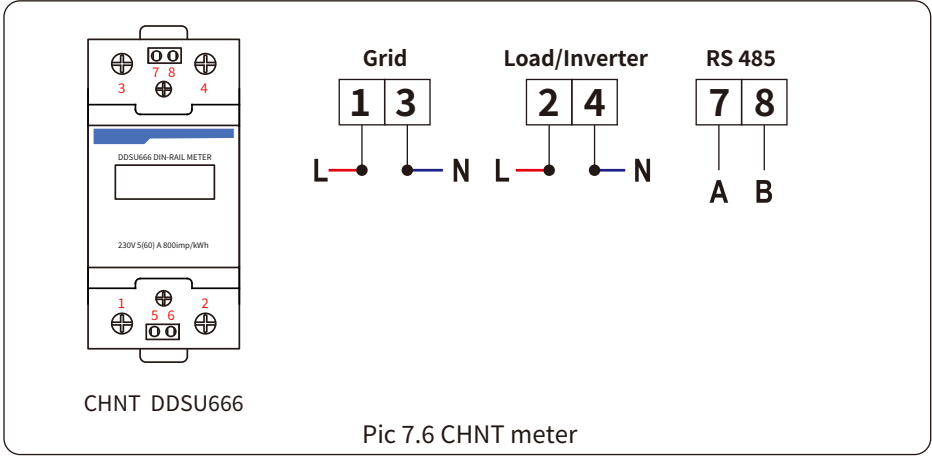 7 8
3 4
DDSU666 DIN-RAIL METER
230V 5(60) A 800imp/kWh
1 2
5 6
CHNT DDSU666
Grid
1 3
L N
Load/Inverter
2 4
L N
RS 485
7 8
A B
Pic 7.6 CHNT meter